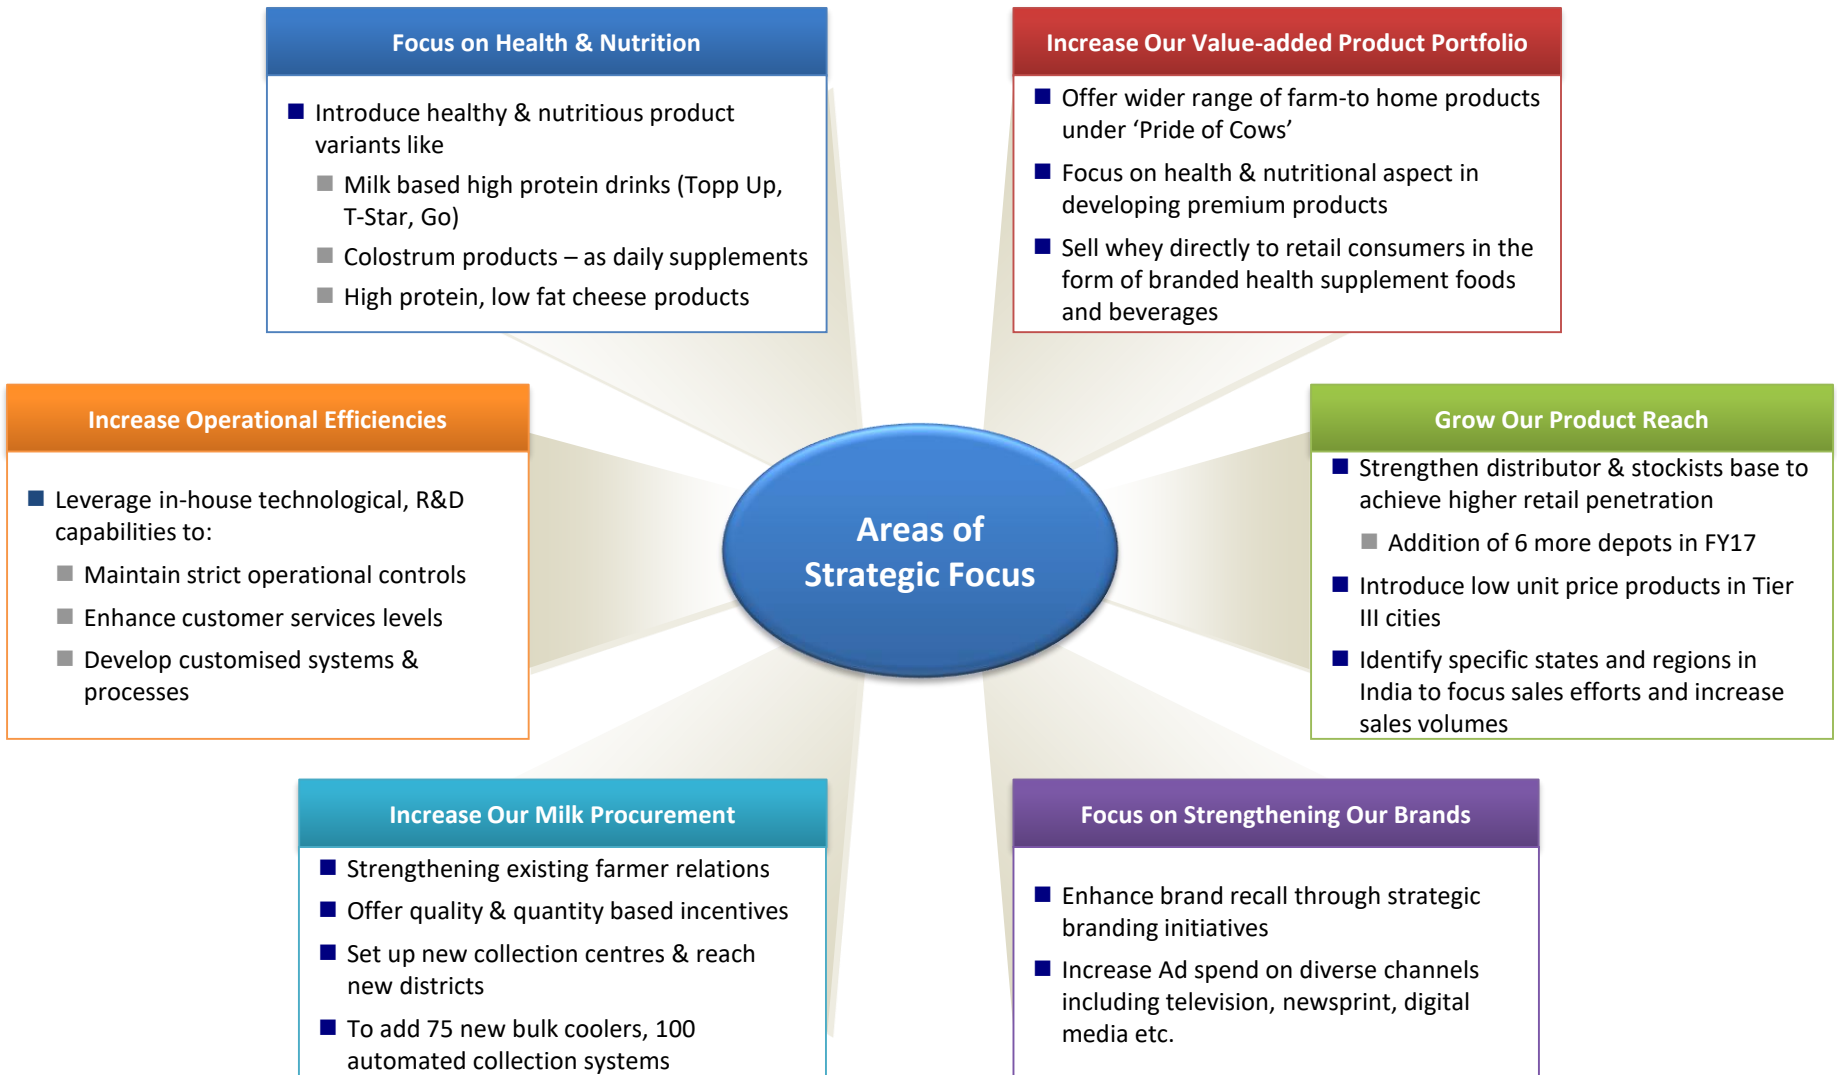 Focus on Health & Nutrition
Introduce healthy & nutritious product
variants like
Milk based high protein drinks (Topp Up,
T-Star, Go)
Colostrum products – as daily supplements
High protein, low fat cheese products
Increase Our Value-added Product Portfolio
Offer wider range of farm-to home products
under ‘Pride of Cows’
Focus on health & nutritional aspect in
developing premium products
Sell whey directly to retail consumers in the
form of branded health supplement foods
and beverages
Increase Operational Efficiencies
Leverage in-house technological, R&D
capabilities to:
Maintain strict operational controls
Enhance customer services levels
Develop customised systems &
processes
Areas of
Strategic Focus
Grow Our Product Reach
Strengthen distributor & stockists base to
achieve higher retail penetration
Addition of 6 more depots in FY17
Introduce low unit price products in Tier
III cities
Identify specific states and regions in
India to focus sales efforts and increase
sales volumes
Increase Our Milk Procurement
Strengthening existing farmer relations
Offer quality & quantity based incentives
Set up new collection centres & reach
new districts
To add 75 new bulk coolers, 100
automated collection systems
Focus on Strengthening Our Brands
Enhance brand recall through strategic
branding initiatives
Increase Ad spend on diverse channels
including television, newsprint, digital
media etc.